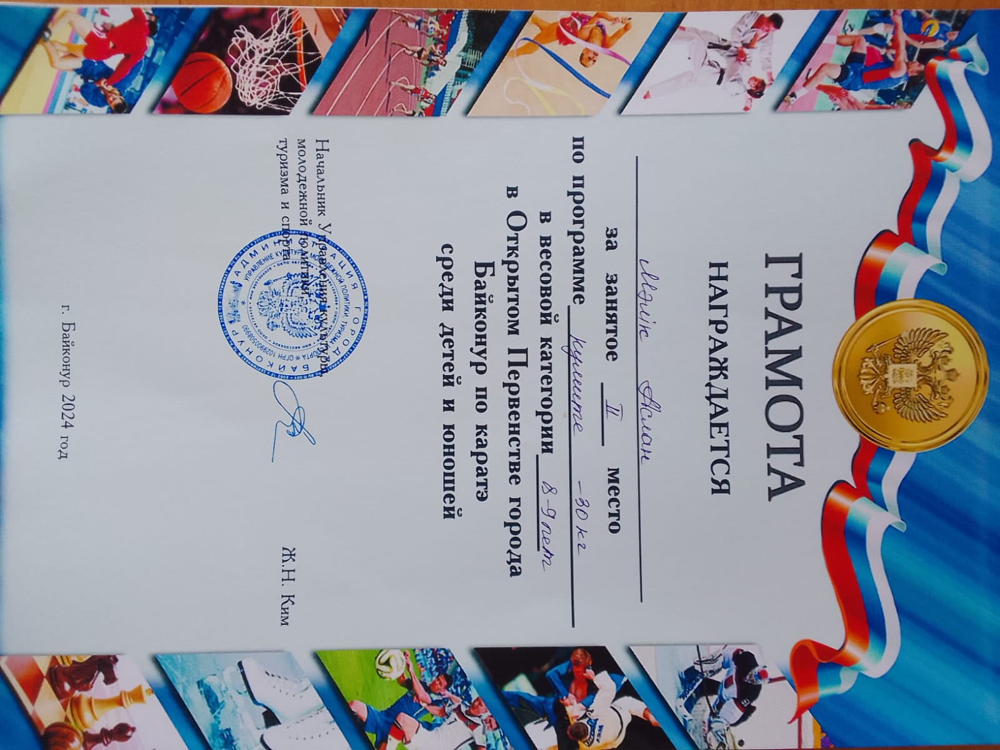 ГРАМОТА
НАГРАЖДАЕТСЯ
Мәлік Аслан
за занятое II место
по программе кумите -30 кг
в весовой категории 8-9 лет
в Открытом Первенстве города
Байконур по каратэ
среди детей и юношей
Начальник Управления культуры,
молодежной политики,
туризма и спорта
Ж.Н. Ким
АДМИНИСТРАЦИЯ ГОРОДА БАЙКОНУР
УПРАВЛЕНИЕ КУЛЬТУРЫ, МОЛОДЕЖНОЙ ПОЛИТИКИ, ТУРИЗМА И СПОРТА * ОГРН 1029900508990 *
г. Байконур 2024 год